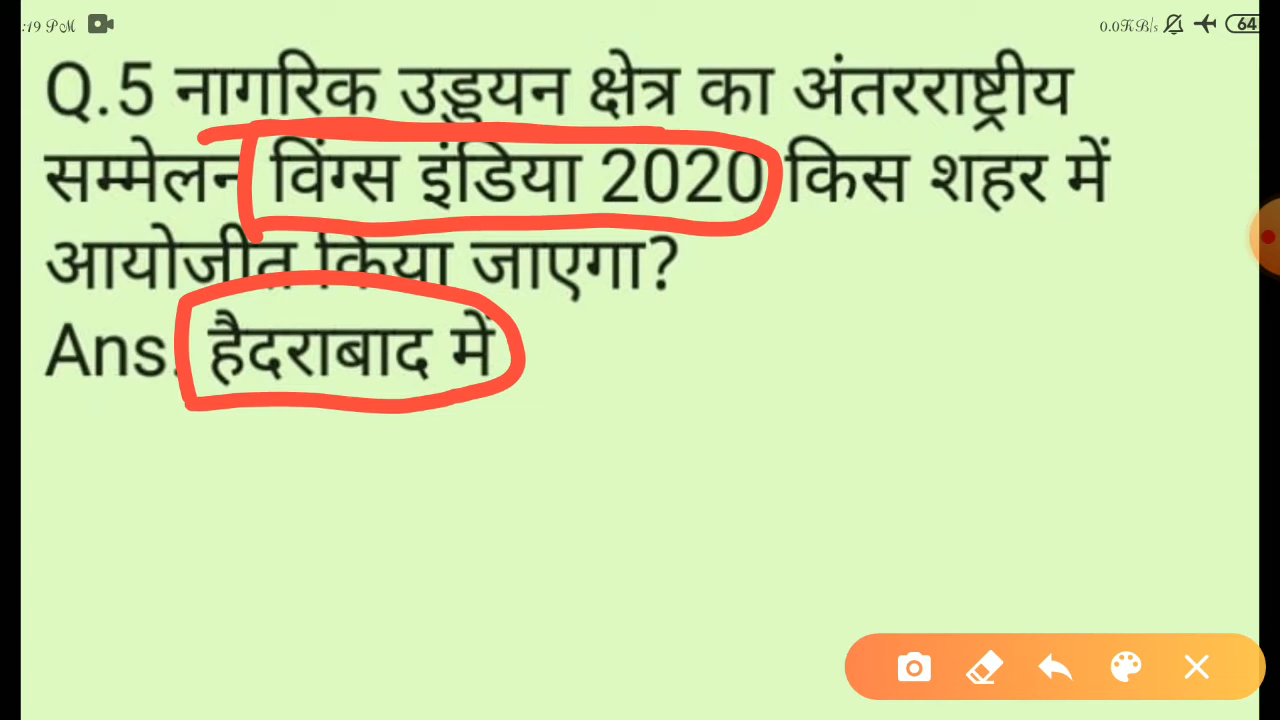 :19 PM
0.0KB/s
64
Q.5 नागरिक उड्डयन क्षेत्र का अंतरराष्ट्रीय
सम्मेलन विंग्स इंडिया 2020 किस शहर में
आयोजीत किया जाएगा?
Ans. हैदराबाद में